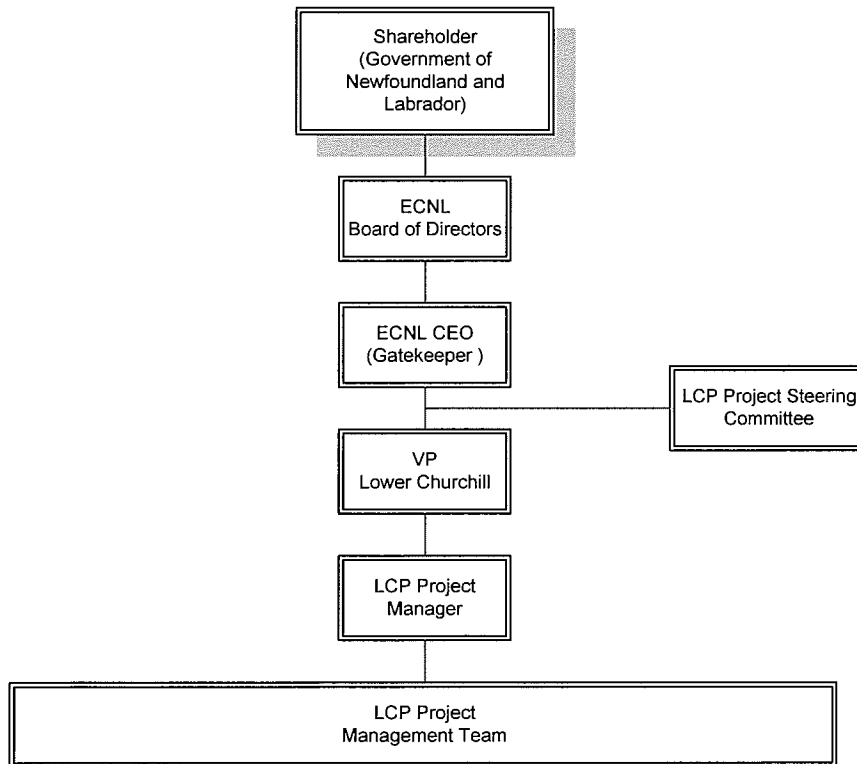 Shareholder
(Government of
Newfoundland and
Labrador)
ECNL
Board of Directors
ECNL CEO
(Gatekeeper )
LCP Project Steering
Committee
VP
Lower Churchill
LCP Project
Manager
LCP Project
Management Team